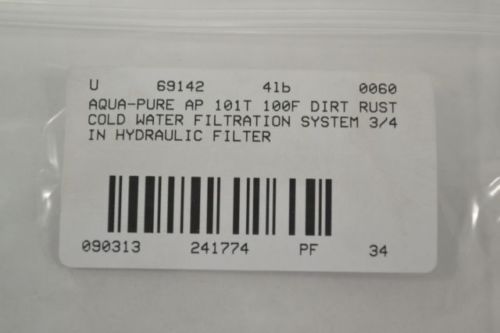 U 69142 4lb 0060
AQUA-PURE AP 101T 100F DIRT RUST
COLD WATER FILTRATION SYSTEM 3/4
IN HYDRAULIC FILTER
090313 241774 PF 34